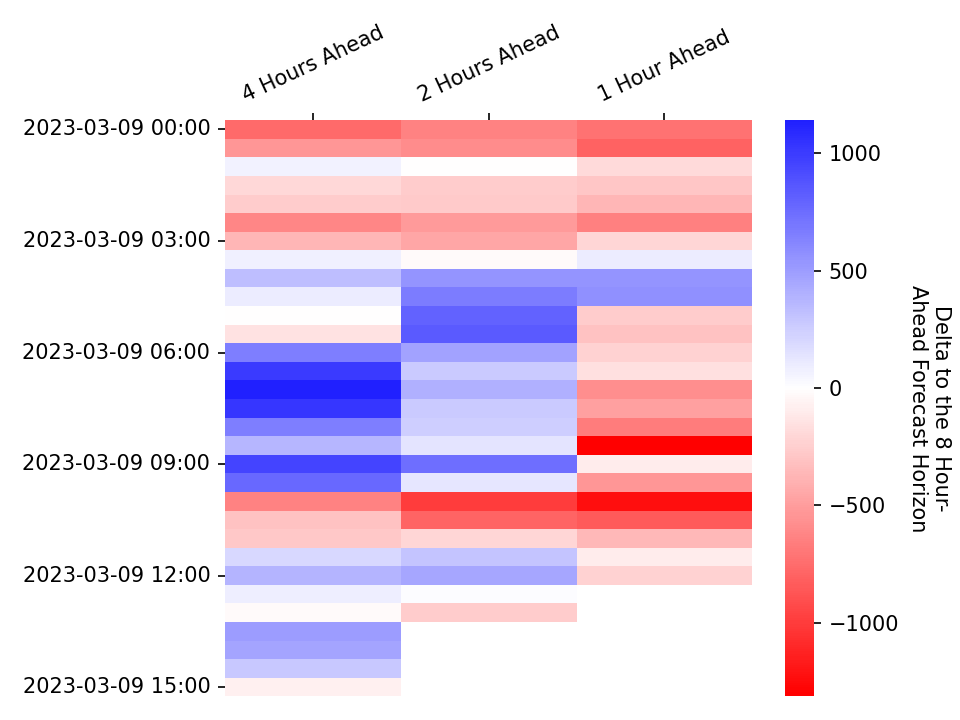 4 Hours Ahead
2 Hours Ahead
1 Hour Ahead
2023-03-09 00:00
2023-03-09 03:00
2023-03-09 06:00
2023-03-09 09:00
2023-03-09 12:00
2023-03-09 15:00
1000
500
0
−500
−1000
Delta to the 8 Hour-
Ahead Forecast Horizon